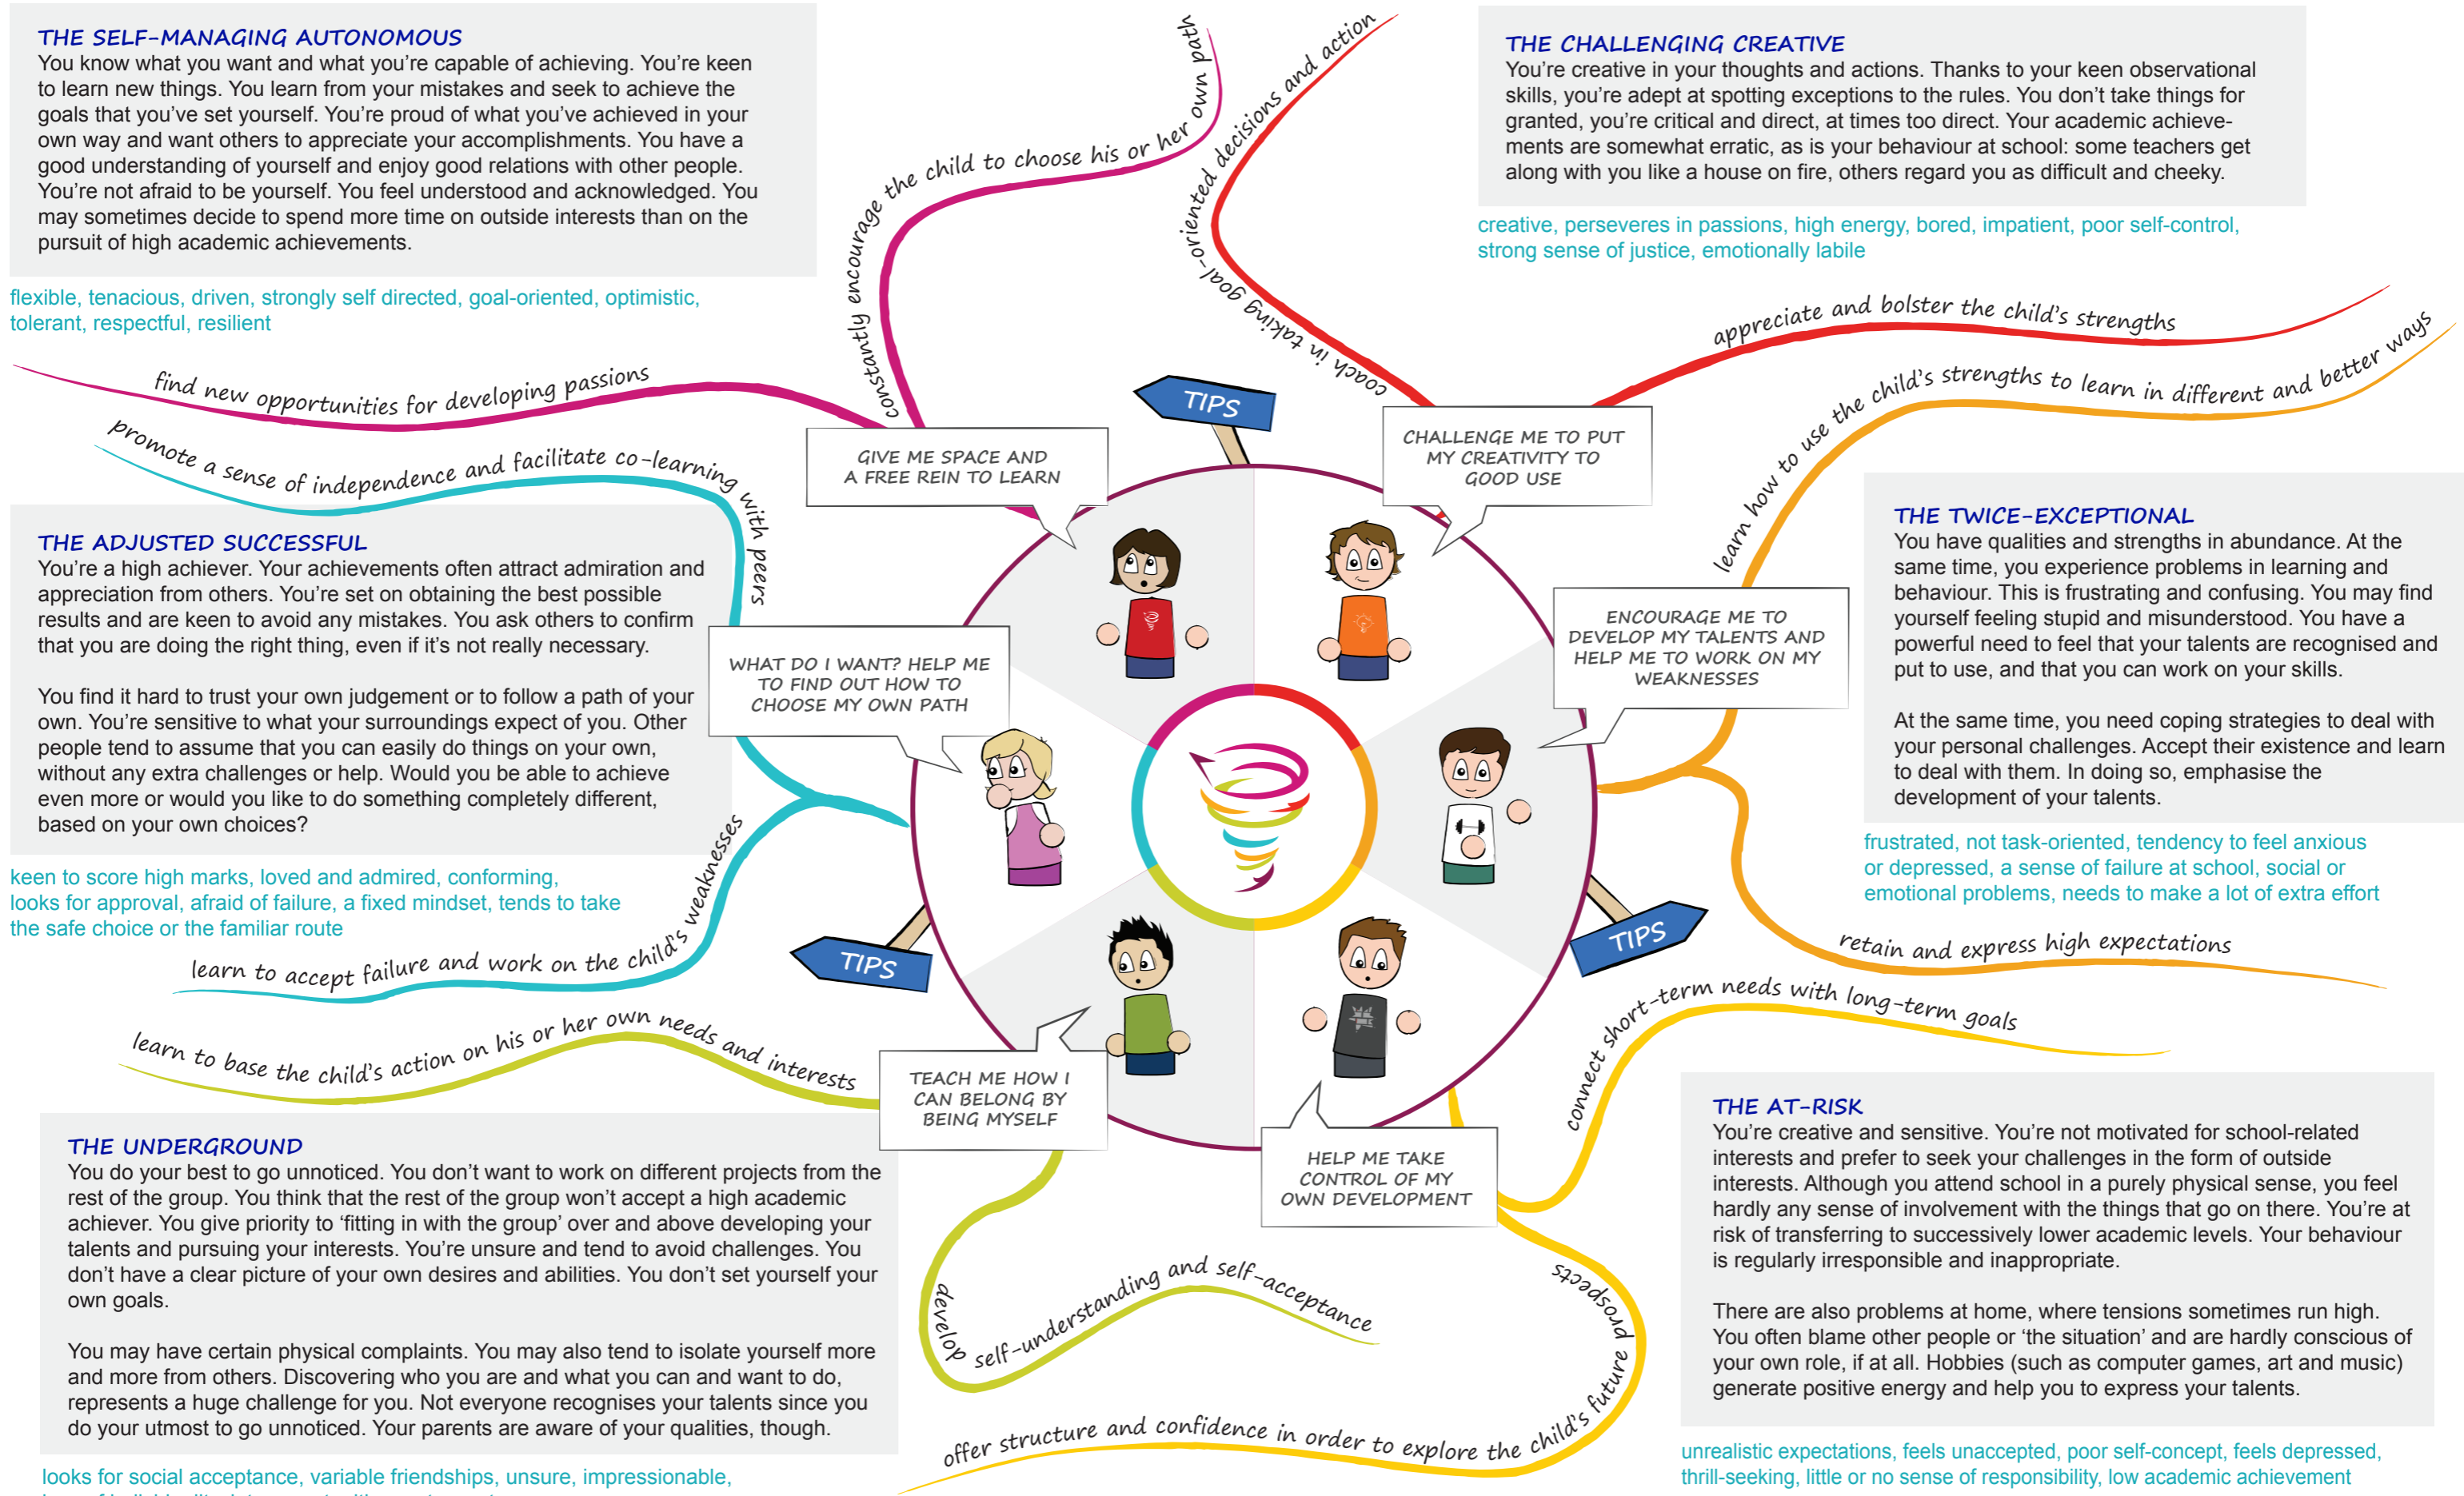 THE SELF-MANAGING AUTONOMOUS
You know what you want and what you're capable of achieving. You're keen
to learn new things. You learn from your mistakes and seek to achieve the
goals that you've set yourself. You're proud of what you've achieved in your
own way and want others to appreciate your accomplishments. You have a
good understanding of yourself and enjoy good relations with other people.
You're not afraid to be yourself. You feel understood and acknowledged. You
may sometimes decide to spend more time on outside interests than on the
pursuit of high academic achievements.
flexible, tenacious, driven, strongly self directed, goal-oriented, optimistic,
tolerant, respectful, resilient
constantly encourage the child to choose his or her own path
find new opportunities for developing passions
GIVE ME SPACE AND
A FREE REIN TO LEARN
TIPS
coach in taking goal-oriented decisions and action
THE CHALLENGING CREATIVE
You're creative in your thoughts and actions. Thanks to your keen observational
skills, you're adept at spotting exceptions to the rules. You don't take things for
granted, you're critical and direct, at times too direct. Your academic achieve-
ments are somewhat erratic, as is your behaviour at school: some teachers get
along with you like a house on fire, others regard you as difficult and cheeky.
creative, perseveres in passions, high energy, bored, impatient, poor self-control,
strong sense of justice, emotionally labile
appreciate and bolster the child's strengths
CHALLENGE ME TO PUT
MY CREATIVITY TO
GOOD USE
learn how to use the child's strengths to learn in different and better ways
promote a sense of independence and facilitate co-learning with peers
THE ADJUSTED SUCCESSFUL
You're a high achiever. Your achievements often attract admiration and
appreciation from others. You're set on obtaining the best possible
results and are keen to avoid any mistakes. You ask others to confirm
that you are doing the right thing, even if it's not really necessary.
You find it hard to trust your own judgement or to follow a path of your
own. You're sensitive to what your surroundings expect of you. Other
people tend to assume that you can easily do things on your own,
without any extra challenges or help. Would you be able to achieve
even more or would you like to do something completely different,
based on your own choices?
keen to score high marks, loved and admired, conforming,
looks for approval, afraid of failure, a fixed mindset, tends to take
the safe choice or the familiar route
WHAT DO I WANT? HELP ME
TO FIND OUT HOW TO
CHOOSE MY OWN PATH
learn to accept failure and work on the child's weaknesses
TIPS
ENCOURAGE ME TO
DEVELOP MY TALENTS AND
HELP ME TO WORK ON MY
WEAKNESSES
THE TWICE-EXCEPTIONAL
You have qualities and strengths in abundance. At the
same time, you experience problems in learning and
behaviour. This is frustrating and confusing. You may find
yourself feeling stupid and misunderstood. You have a
powerful need to feel that your talents are recognised and
put to use, and that you can work on your skills.
At the same time, you need coping strategies to deal with
your personal challenges. Accept their existence and learn
to deal with them. In doing so, emphasise the
development of your talents.
frustrated, not task-oriented, tendency to feel anxious
or depressed, a sense of failure at school, social or
emotional problems, needs to make a lot of extra effort
TIPS
retain and express high expectations
learn to base the child's action on his or her own needs and interests
TEACH ME HOW I
CAN BELONG BY
BEING MYSELF
THE UNDERGROUND
You do your best to go unnoticed. You don't want to work on different projects from the
rest of the group. You think that the rest of the group won't accept a high academic
achiever. You give priority to 'fitting in with the group' over and above developing your
talents and pursuing your interests. You're unsure and tend to avoid challenges. You
don't have a clear picture of your own desires and abilities. You don't set yourself your
own goals.
You may have certain physical complaints. You may also tend to isolate yourself more
and more from others. Discovering who you are and what you can and want to do,
represents a huge challenge for you. Not everyone recognises your talents since you
do your utmost to go unnoticed. Your parents are aware of your qualities, though.
looks for social acceptance, variable friendships, unsure, impressionable,
develop self-understanding and self-acceptance
HELP ME TAKE
CONTROL OF MY
OWN DEVELOPMENT
connect short-term needs with long-term goals
offer structure and confidence in order to explore the child's future prospects
THE AT-RISK
You're creative and sensitive. You're not motivated for school-related
interests and prefer to seek your challenges in the form of outside
interests. Although you attend school in a purely physical sense, you feel
hardly any sense of involvement with the things that go on there. You're at
risk of transferring to successively lower academic levels. Your behaviour
is regularly irresponsible and inappropriate.
There are also problems at home, where tensions sometimes run high.
You often blame other people or 'the situation' and are hardly conscious of
your own role, if at all. Hobbies (such as computer games, art and music)
generate positive energy and help you to express your talents.
unrealistic expectations, feels unaccepted, poor self-concept, feels depressed,
thrill-seeking, little or no sense of responsibility, low academic achievement